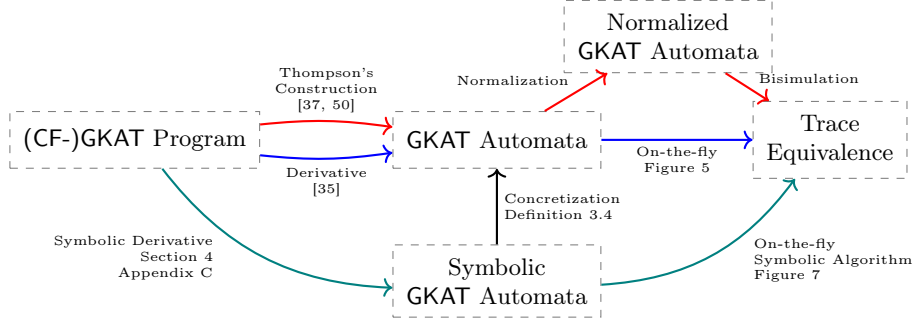 Normalized
GKAT Automata
Thompson's
Construction
[37, 50]
Normalization
Bisimulation
(CF-)GKAT Program
GKAT Automata
Trace
Equivalence
Derivative
[35]
On-the-fly
Figure 5
Concretization
Definition 3.4
Symbolic Derivative
Section 4
Appendix C
Symbolic
GKAT Automata
On-the-fly
Symbolic Algorithm
Figure 7